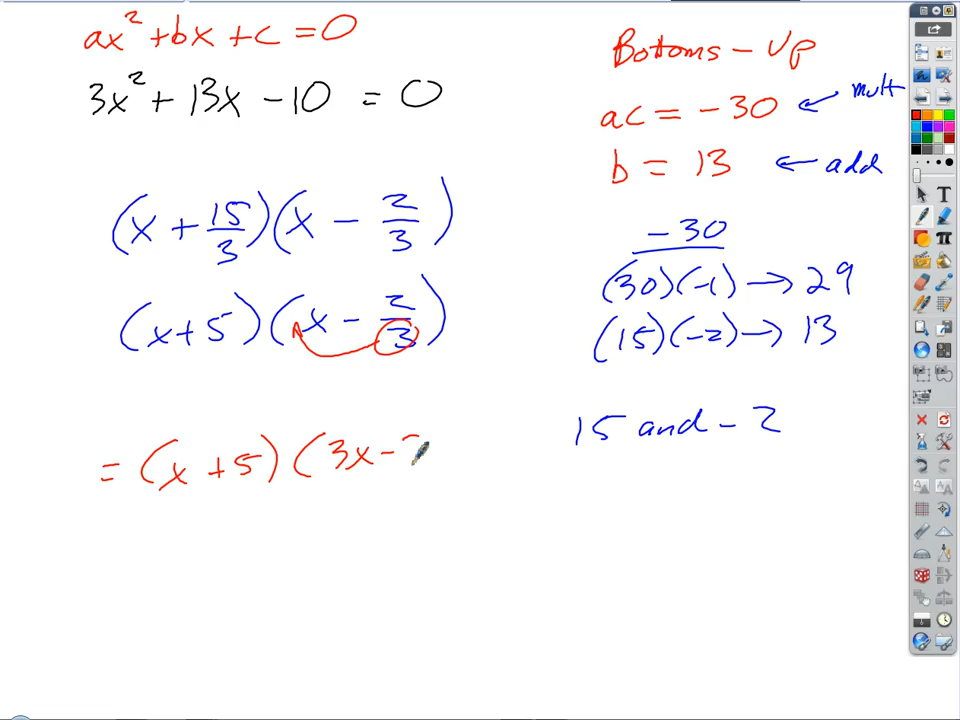 ax² + bx + c = 0
3x² + 13x - 10 = 0
(x + 15/3)(x - 2/3)
(x + 5)(x - 2/3)
= (x + 5)(3x -
Bottoms - Up
ac = -30 ← mult
b = 13 ← add
-30
(30)(-1) → 29
(15)(-2) → 13
15 and - 2
T
π